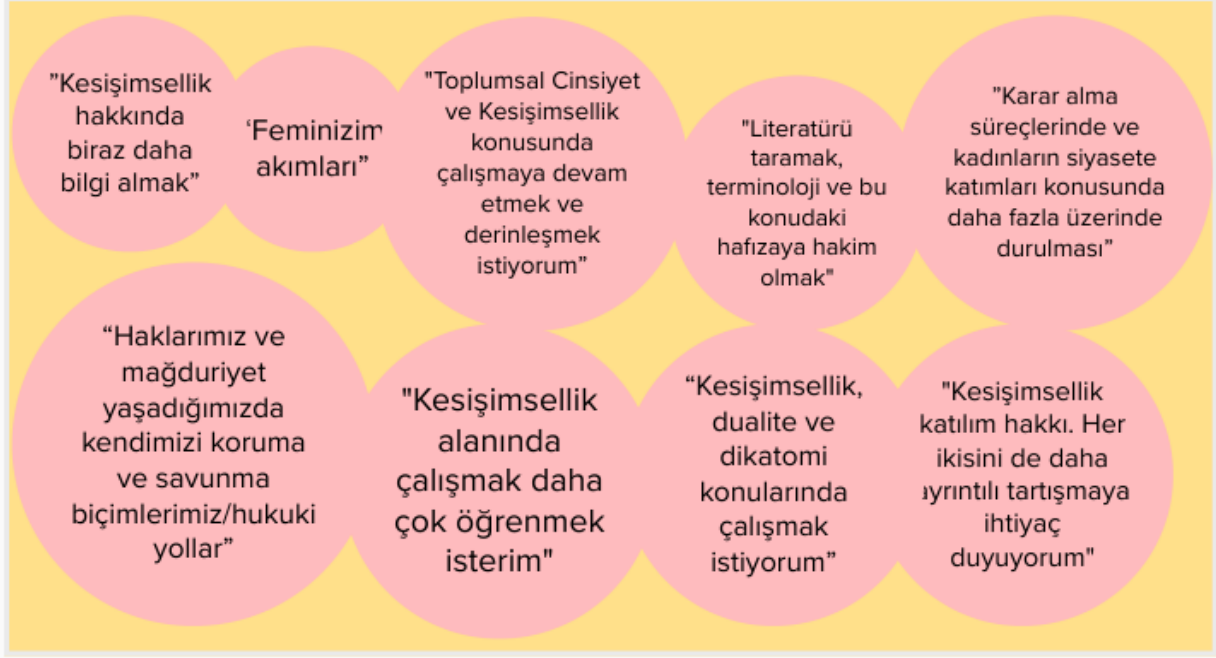 ”Kesişimsellik
hakkında
biraz daha
bilgi almak”
‘Feminizim
akımları”
"Toplumsal Cinsiyet
ve Kesişimsellik
konusunda
çalışmaya devam
etmek ve
derinleşmek
istiyorum”
"Literatürü
taramak,
terminoloji ve bu
konudaki
hafızaya hakim
olmak"
”Karar alma
süreçlerinde ve
kadınların siyasete
katımları konusunda
daha fazla üzerinde
durulması”
“Haklarımız ve
mağduriyet
yaşadığımızda
kendimizi koruma
ve savunma
biçimlerimiz/hukuki
yollar”
"Kesişimsellik
alanında
çalışmak daha
çok öğrenmek
isterim"
“Kesişimsellik,
dualite ve
dikatomi
konularında
çalışmak
istiyorum”
"Kesişimsellik
katılım hakkı. Her
ikisini de daha
ayrıntılı tartışmaya
ihtiyaç
duyuyorum"